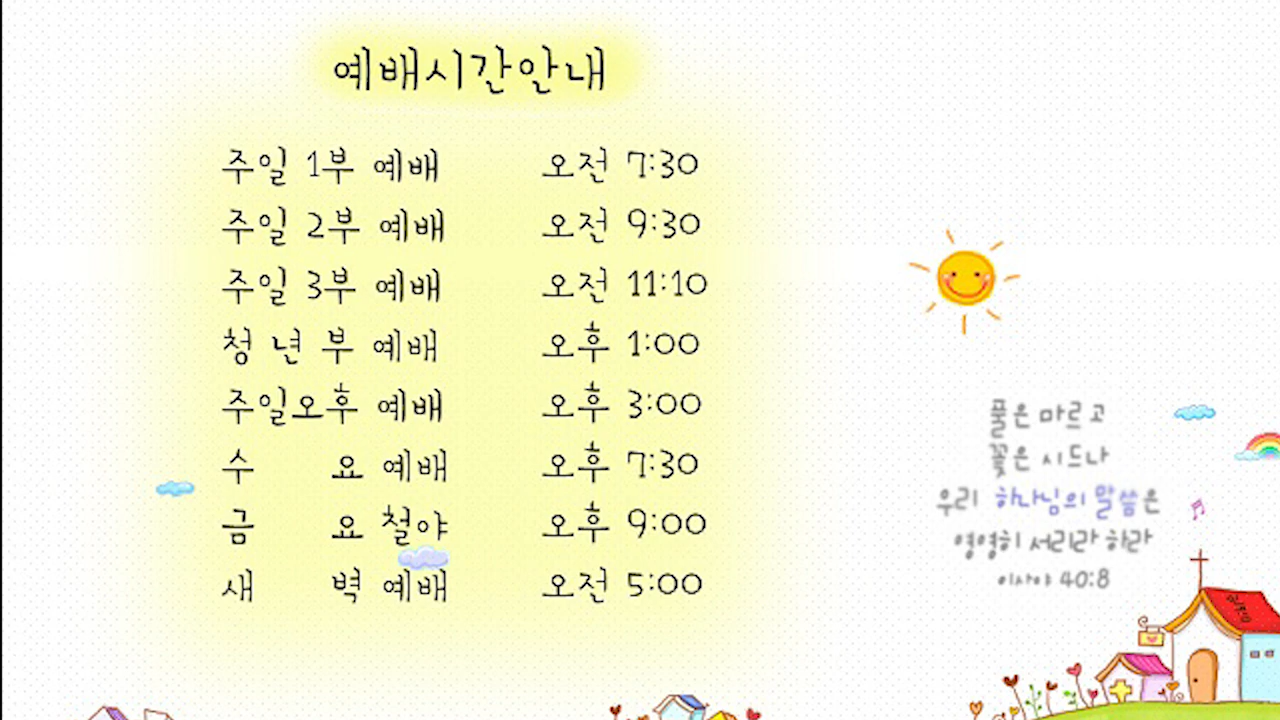 예배시간안내
주일 1부 예배 오전 7:30
주일 2부 예배 오전 9:30
주일 3부 예배 오전 11:10
청 년 부 예배 오후 1:00
주일오후 예배 오후 3:00
수 요 예배 오후 7:30
금 요 철야 오후 9:00
새 벽 예배 오전 5:00
풀은 마르고
꽃은 시드나
우리 하나님의 말씀은
영영히 서리라 하라
이사야 40:8